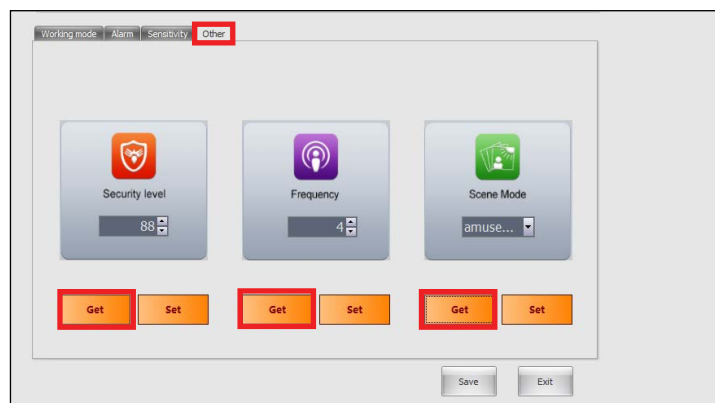 Working mode Alarm Sensitivity Other
Security level Frequency Scene Mode
88 4 amuse...
Get Set Get Set Get Set
Save Exit